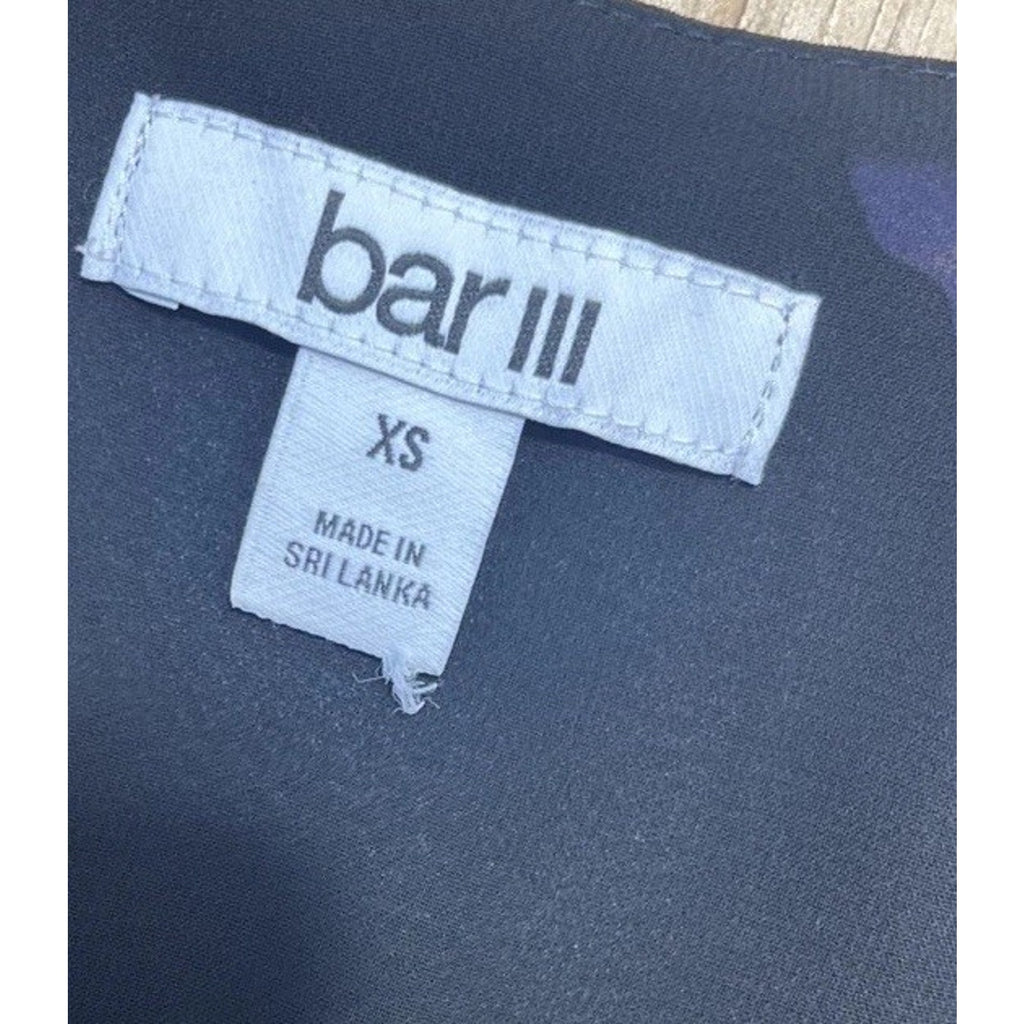 bar III
XS
MADE IN
SRI LANKA